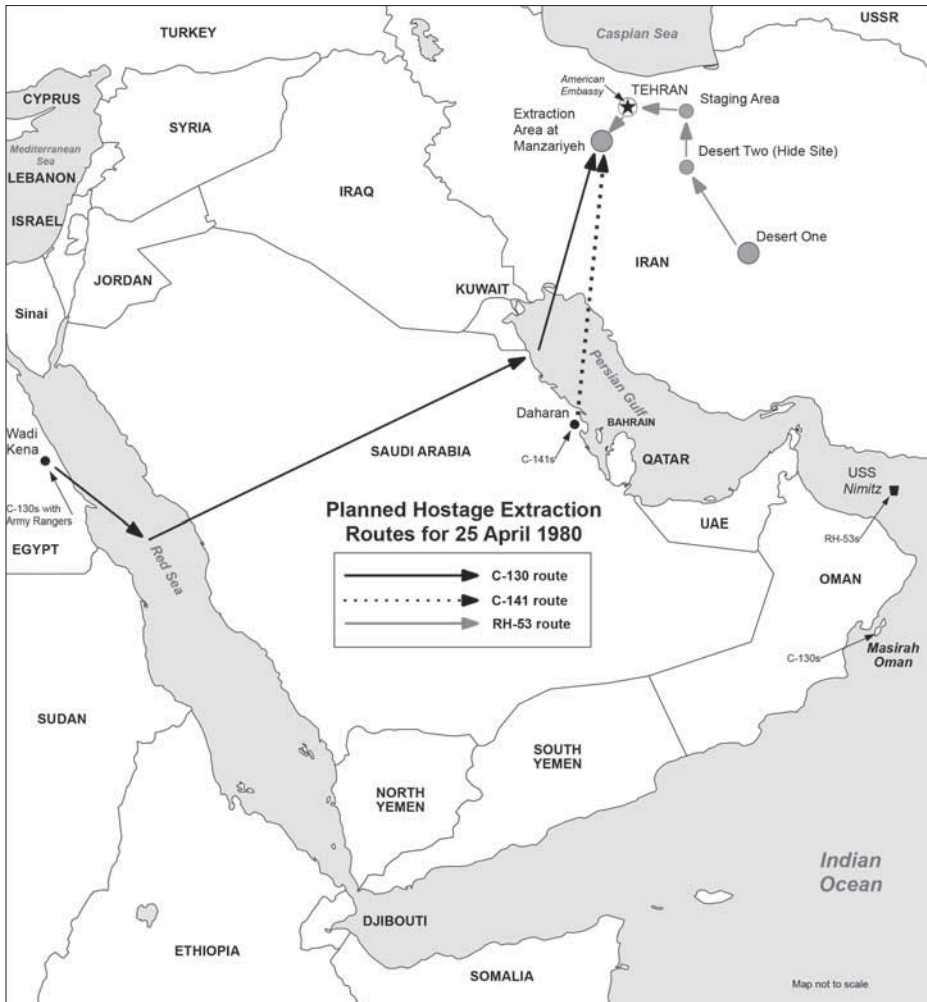 TURKEY
Caspian Sea
USSR
CYPRUS
Mediterranean
Sea
LEBANON
ISRAEL
SYRIA
IRAQ
JORDAN
Sinai
American
Embassy
TEHRAN
Staging Area
Extraction
Area at
Manzariyeh
Desert Two (Hide Site)
Desert One
IRAN
KUWAIT
Persian Gulf
Daharan
BAHRAIN
C-141s
QATAR
Wadi
Kena
C-130s with
Army Rangers
EGYPT
Red Sea
SAUDI ARABIA
UAE
USS
Nimitz
RH-53s
OMAN
C-130s
Masirah
Oman
Planned Hostage Extraction
Routes for 25 April 1980
C-130 route
C-141 route
RH-53 route
SUDAN
NORTH
YEMEN
SOUTH
YEMEN
Indian
Ocean
DJIBOUTI
ETHIOPIA
SOMALIA
Map not to scale